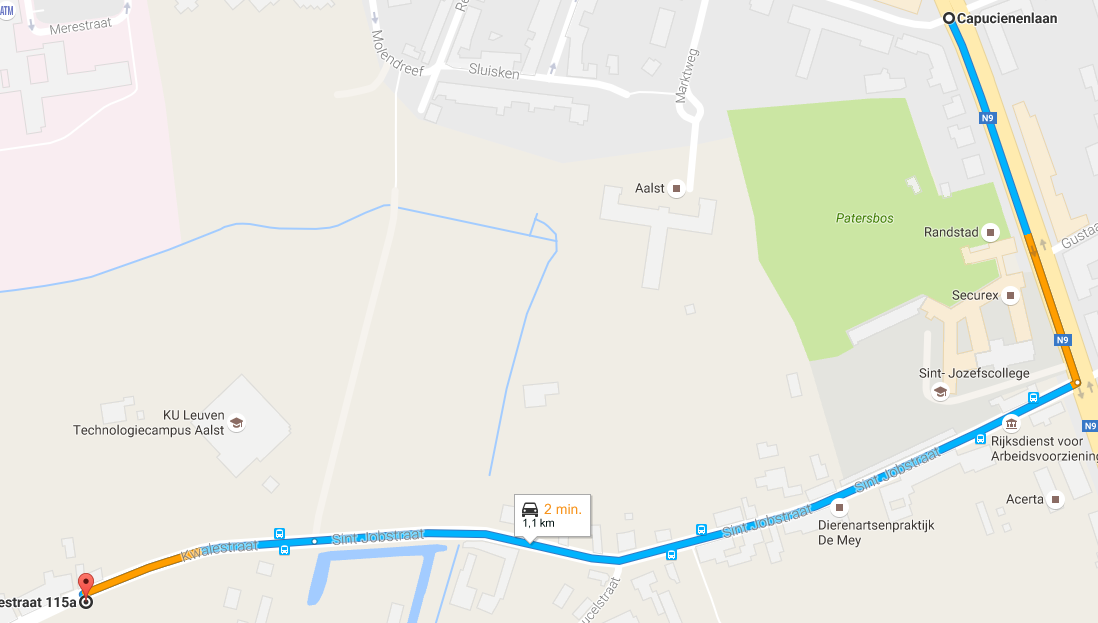 ATM
Merestraat
Molendreef
Sluisken
Marktweg
Capucienenlaan
N9
Aalst
Patersbos
Randstad
Securex
N9
Sint- Jozefscollege
KU Leuven
Technologiecampus Aalst
N9
Rijksdienst voor
Arbeidsvoorziening
Sint Jobstraat
Acerta
2 min.
1,1 km
Sint Jobstraat
Dierenartsenpraktijk
De Mey
Sint Jobstraat
Kwalestraat
estraat 115a
ucelstraat